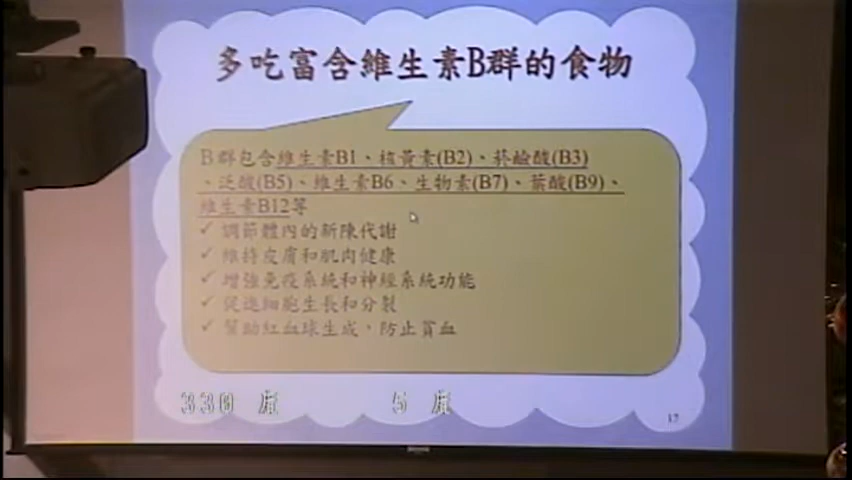 多吃富含維生素B群的食物
B群包含維生素B1、核黃素(B2)、菸鹼酸(B3)
、泛酸(B5)、維生素B6、生物素(B7)、葉酸(B9)、
維生素B12等
✓ 調節體內的新陳代謝
✓ 維持皮膚和肌肉健康
✓ 增強免疫系統和神經系統功能
✓ 促進細胞生長和分裂
✓ 幫助紅血球生成，防止貧血
330 度 5 度
17